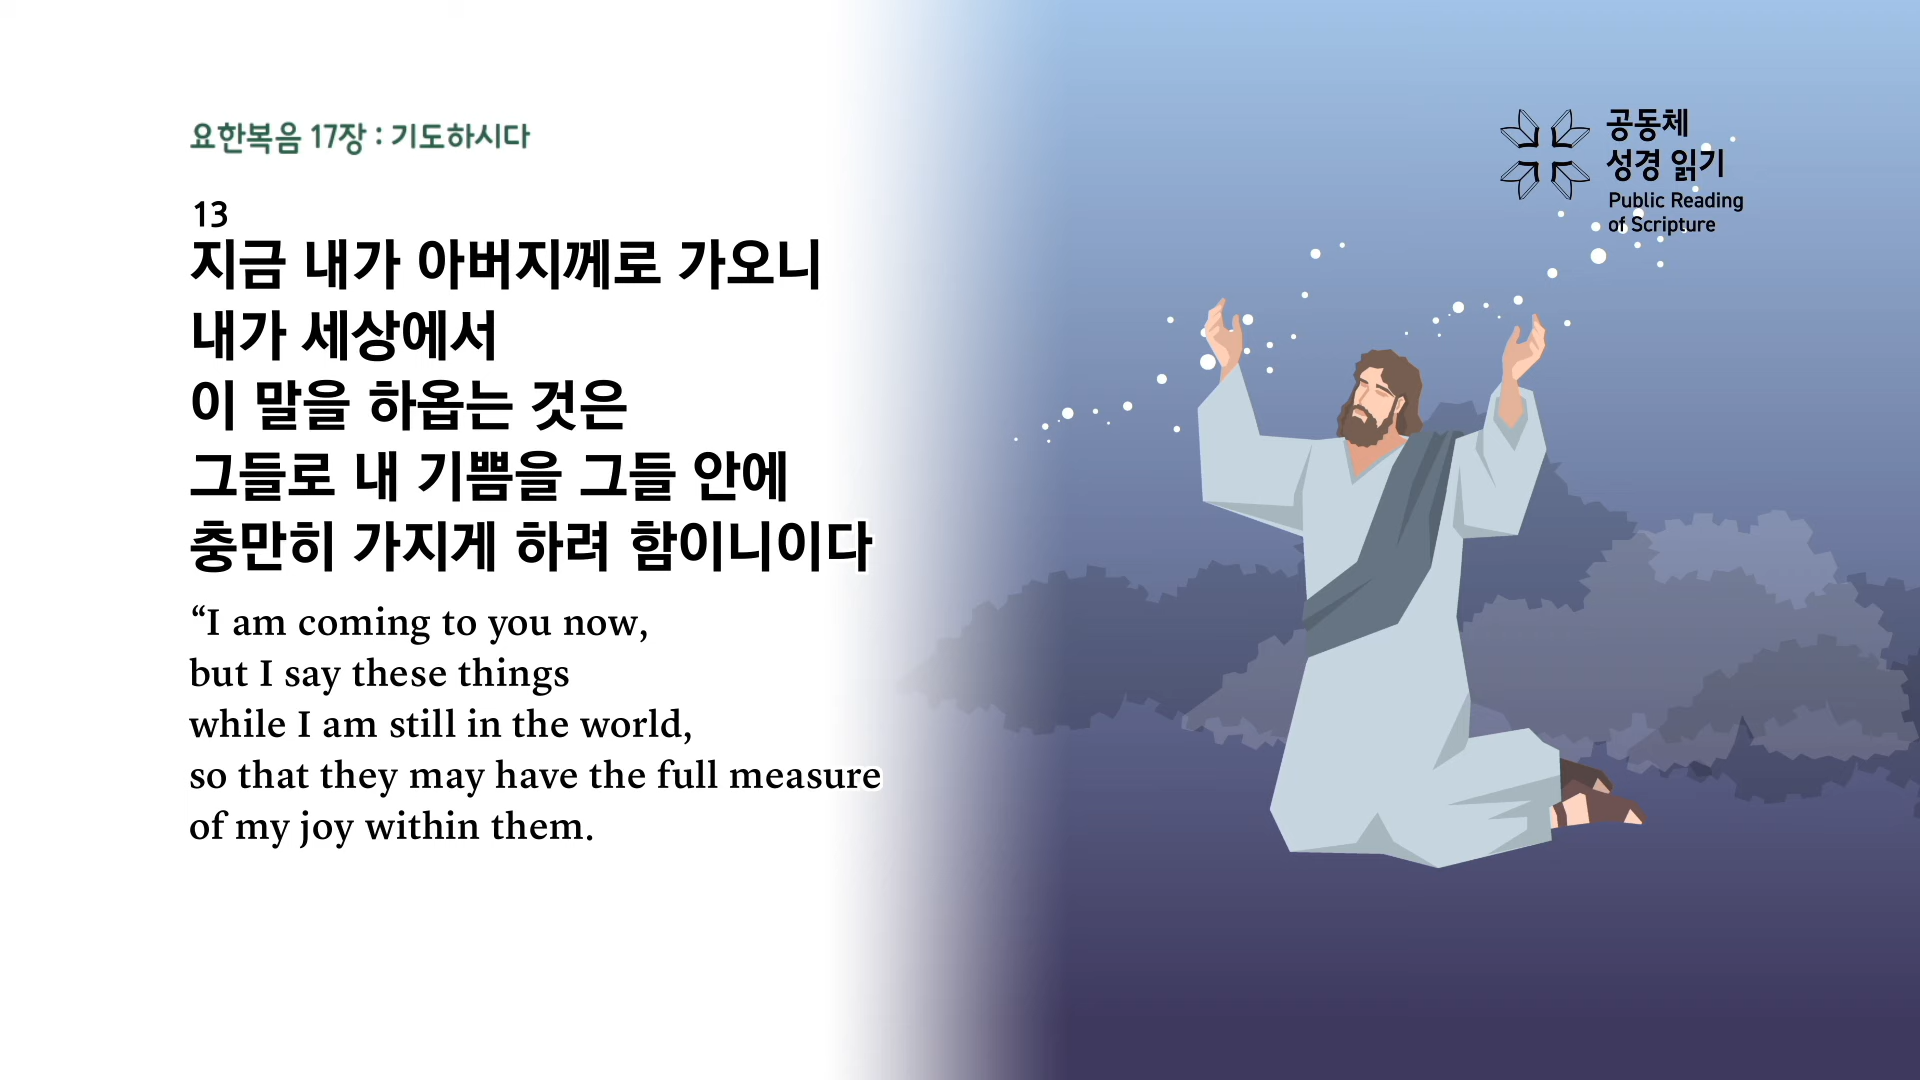 요한복음 17장 : 기도하시다
13
지금 내가 아버지께로 가오니
내가 세상에서
이 말을 하옵는 것은
그들로 내 기쁨을 그들 안에
충만히 가지게 하려 함이니이다
“I am coming to you now,
but I say these things
while I am still in the world,
so that they may have the full measure
of my joy within them.
공동체
성경 읽기
Public Reading
of Scripture